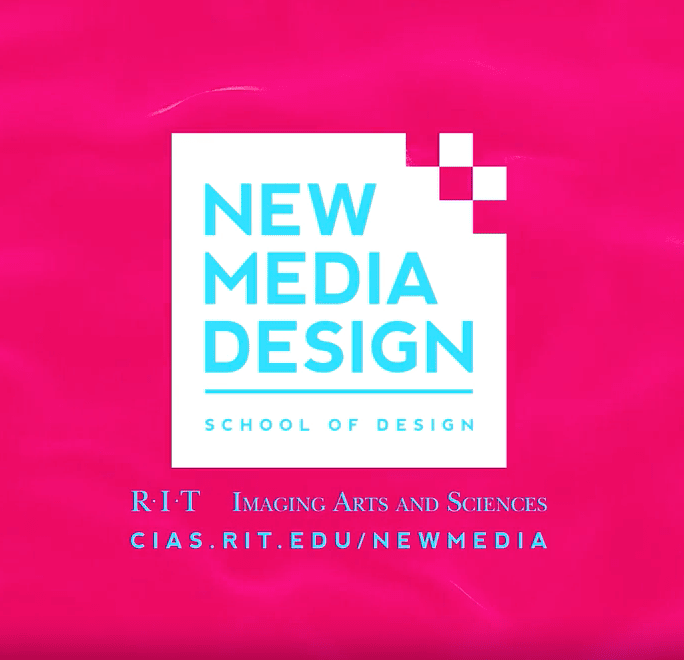 NEW
MEDIA
DESIGN
SCHOOL OF DESIGN
R·I·T Imaging Arts and Sciences
CIAS.RIT.EDU/NEWMEDIA